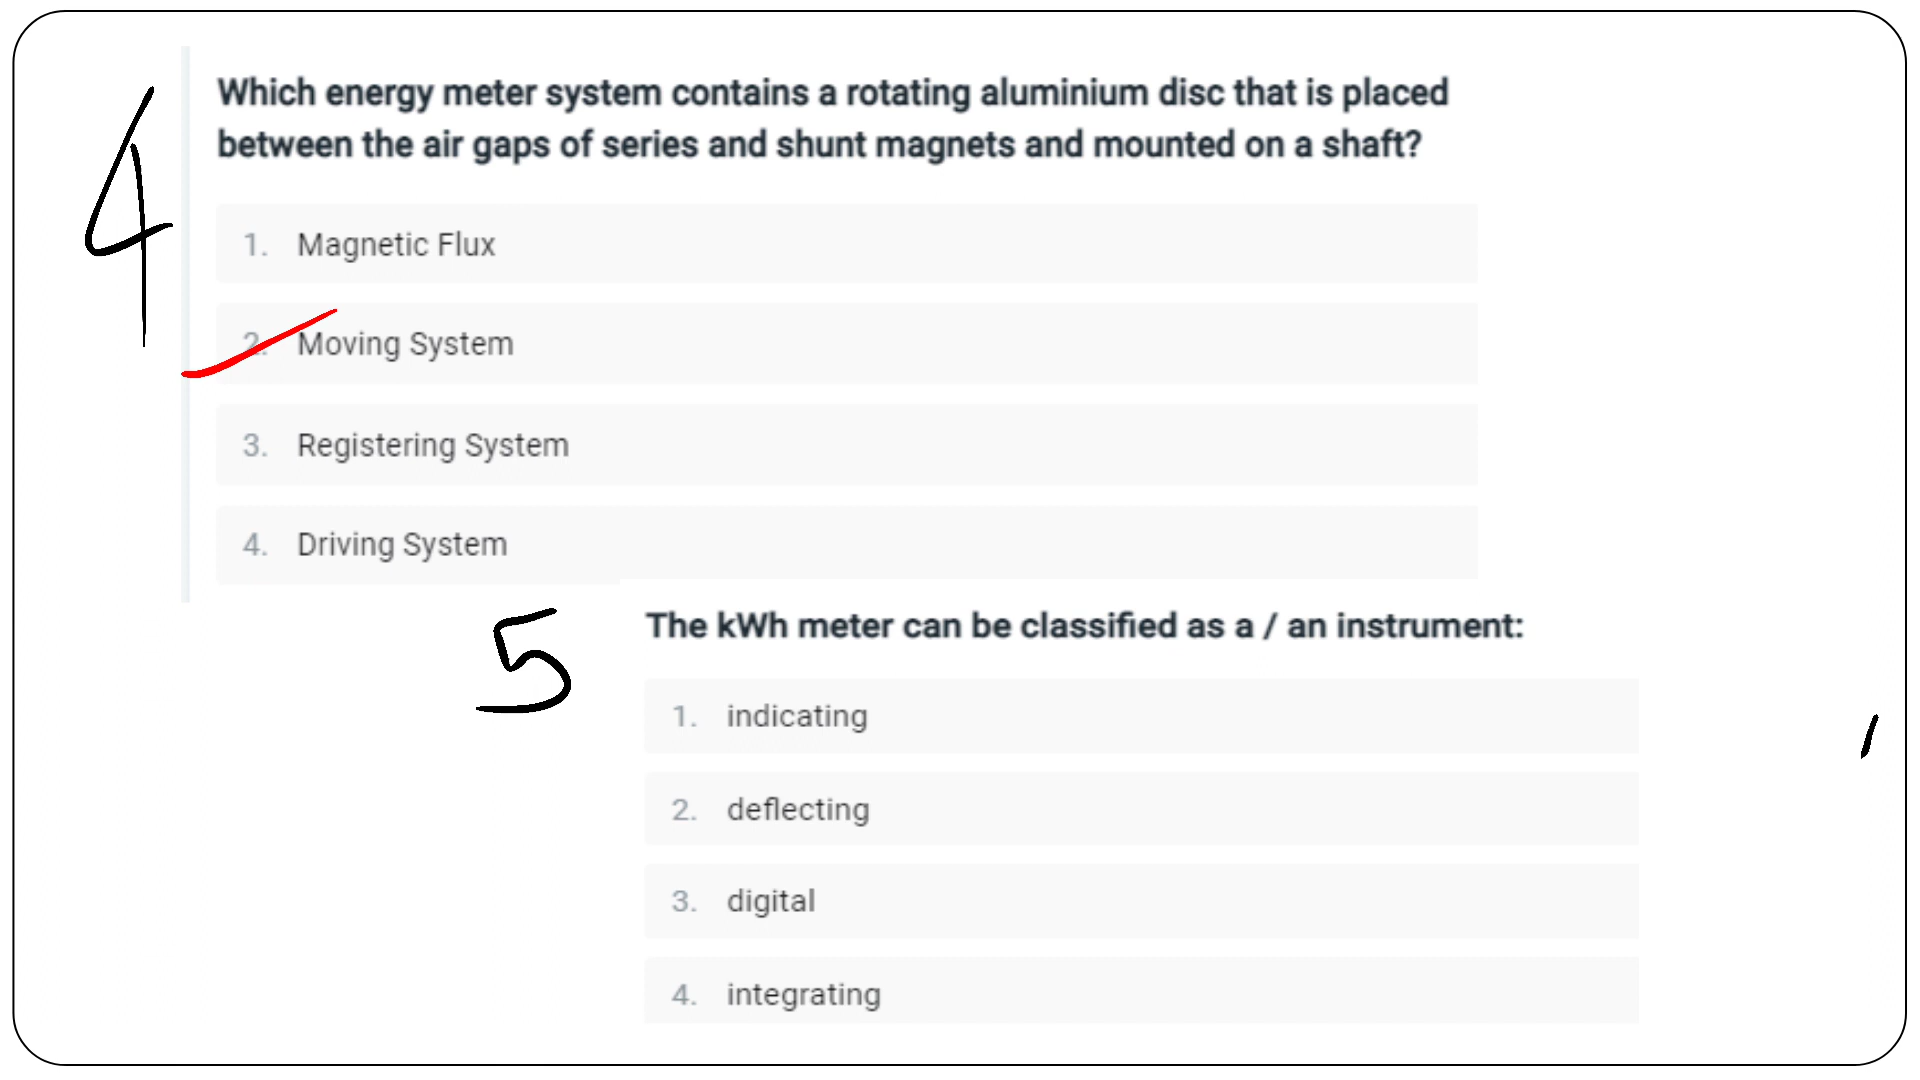 4
Which energy meter system contains a rotating aluminium disc that is placed
between the air gaps of series and shunt magnets and mounted on a shaft?
1. Magnetic Flux
2. Moving System
3. Registering System
4. Driving System
5
The kWh meter can be classified as a / an instrument:
1. indicating
2. deflecting
3. digital
4. integrating